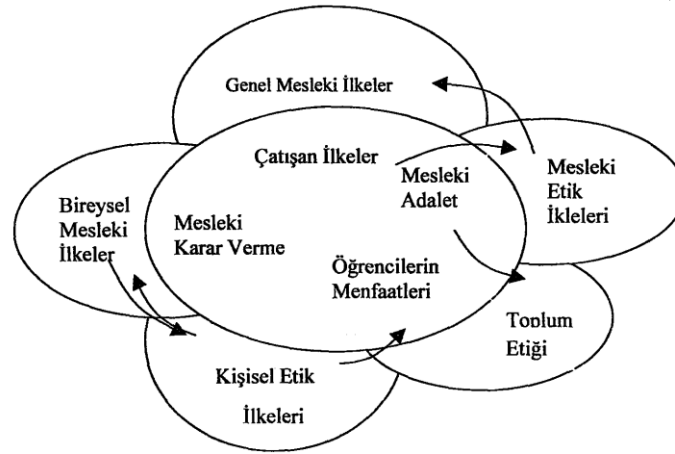 Genel Mesleki İlkeler
Çatışan İlkeler
Mesleki
Adalet
Mesleki
Etik
İkleleri
Bireysel
Mesleki
İlkeler
Mesleki
Karar Verme
Öğrencilerin
Menfaatleri
Toplum
Etiği
Kişisel Etik
İlkeleri